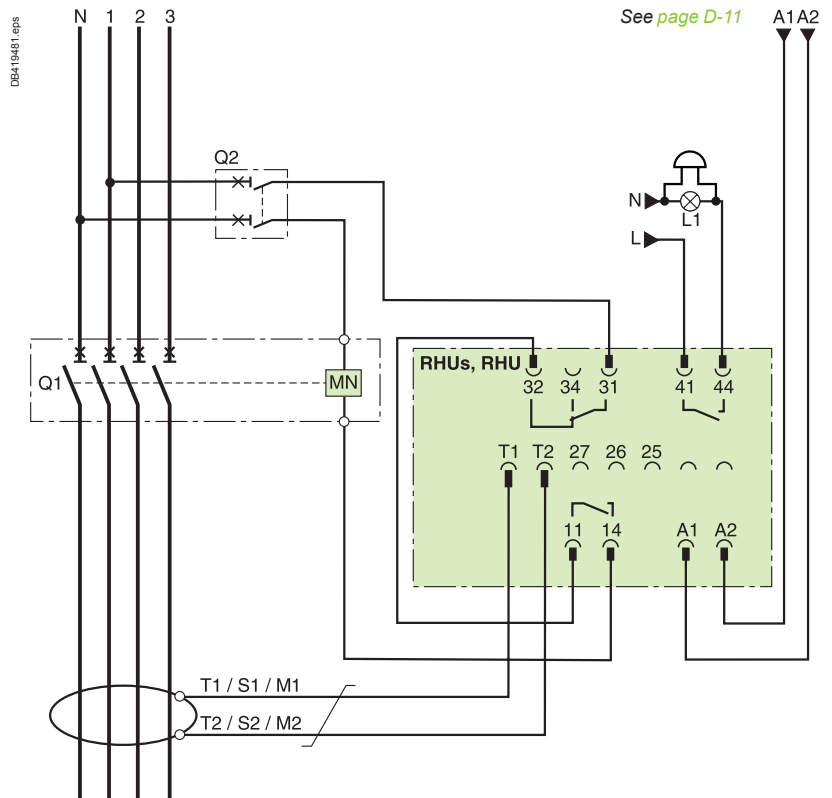 N 1 2 3
See page D-11
A1 A2
DB419481.eps
Q2
N
L1
L
RHUs, RHU
32 34 31 41 44
Q1
MN
T1 T2 27 26 25
11 14 A1 A2
T1 / S1 / M1
T2 / S2 / M2